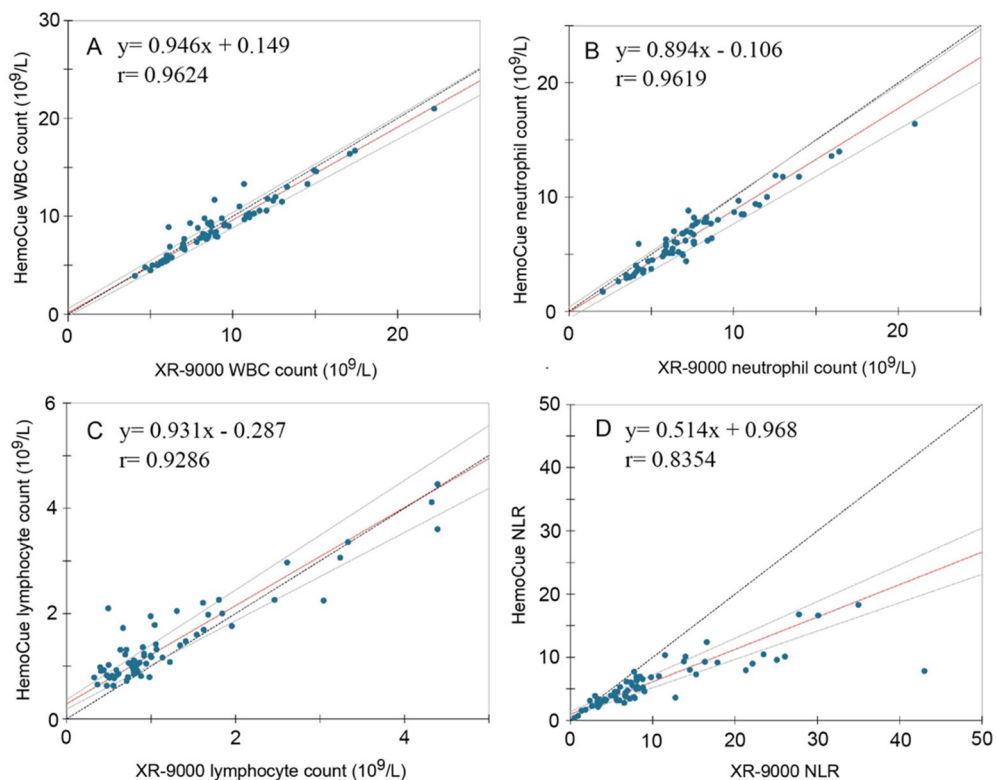 30
20
10
0
0
10
20
A
y= 0.946x + 0.149
r= 0.9624
HemoCue WBC count (10⁹/L)
XR-9000 WBC count (10⁹/L)
20
10
0
0
10
20
B
y= 0.894x - 0.106
r= 0.9619
HemoCue neutrophil count (10⁹/L)
XR-9000 neutrophil count (10⁹/L)
6
4
2
0
0
2
4
C
y= 0.931x - 0.287
r= 0.9286
HemoCue lymphocyte count (10⁹/L)
XR-9000 lymphocyte count (10⁹/L)
50
40
30
20
10
0
0
10
20
30
40
50
D
y= 0.514x + 0.968
r= 0.8354
HemoCue NLR
XR-9000 NLR